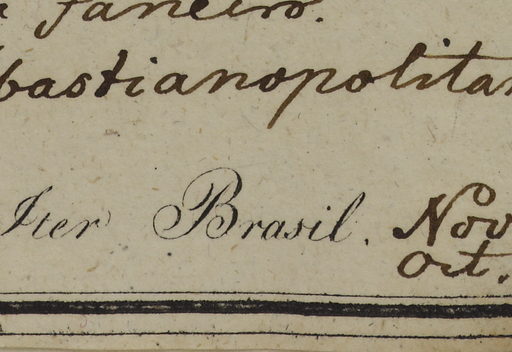 Janeiro.
bastianopolitan
Iter Brasil. Nov
Oct.